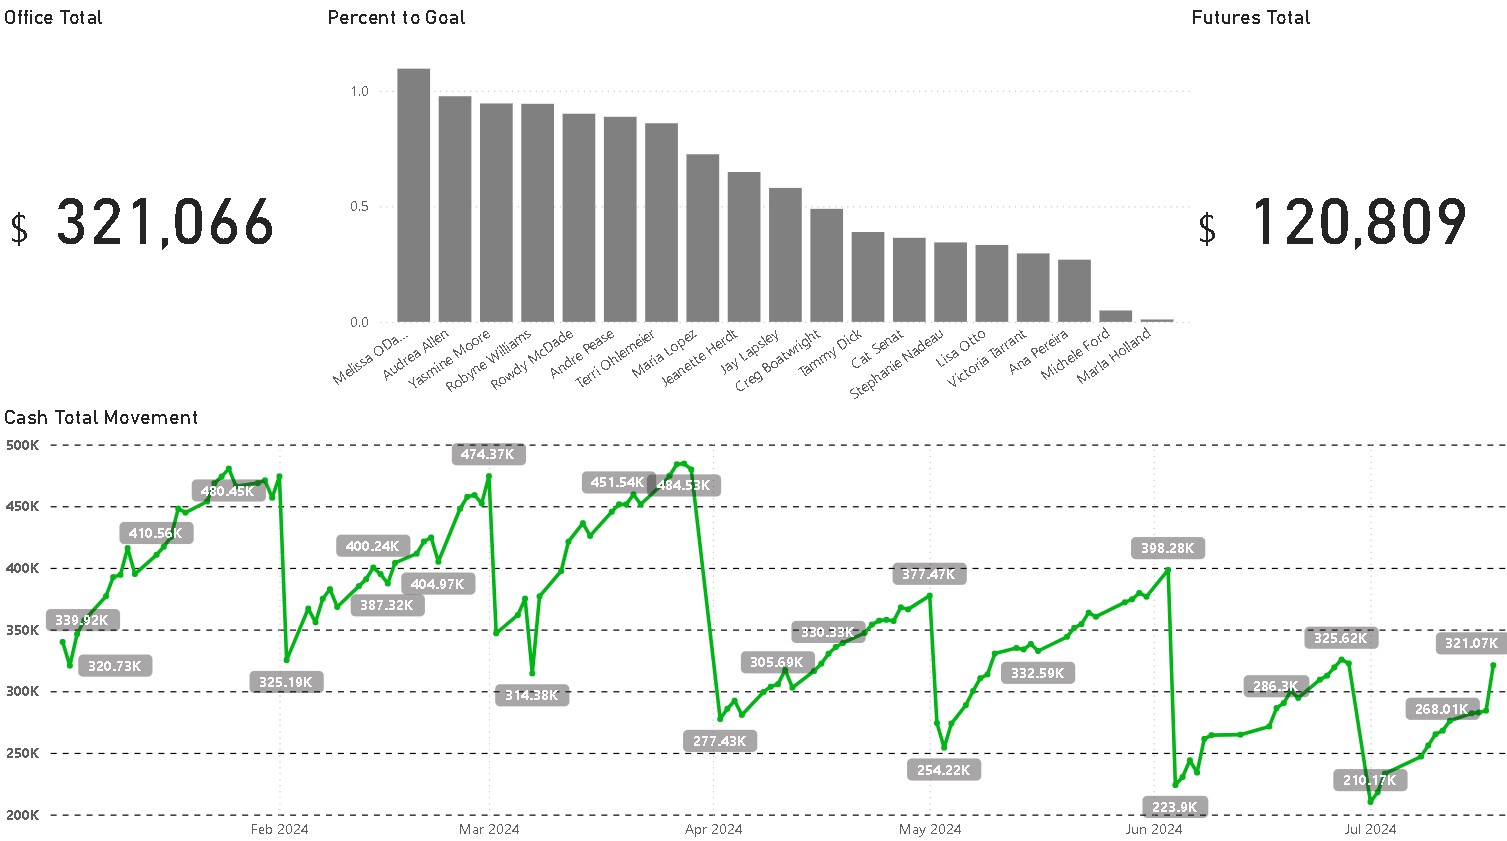 Office Total
Percent to Goal
Futures Total
1.0
0.5
0.0
$ 321,066
$ 120,809
Melissa ODa...
Audrea Allen
Yasmine Moore
Robyne Williams
Rowdy McDade
Andre Pease
Terri Ohlemeier
Maria Lopez
Jeanette Herdt
Jay Lapsley
Creg Boatwright
Tammy Dick
Cat Senat
Stephanie Nadeau
Lisa Otto
Victoria Tarrant
Ana Pereira
Michele Ford
Marla Holland
Cash Total Movement
500K
450K
400K
350K
300K
250K
200K
339.92K
320.73K
410.56K
480.45K
325.19K
400.24K
387.32K
404.97K
474.37K
314.38K
451.54K
484.53K
277.43K
305.69K
330.33K
377.47K
254.22K
332.59K
398.28K
223.9K
286.3K
325.62K
210.17K
268.01K
321.07K
Feb 2024
Mar 2024
Apr 2024
May 2024
Jun 2024
Jul 2024